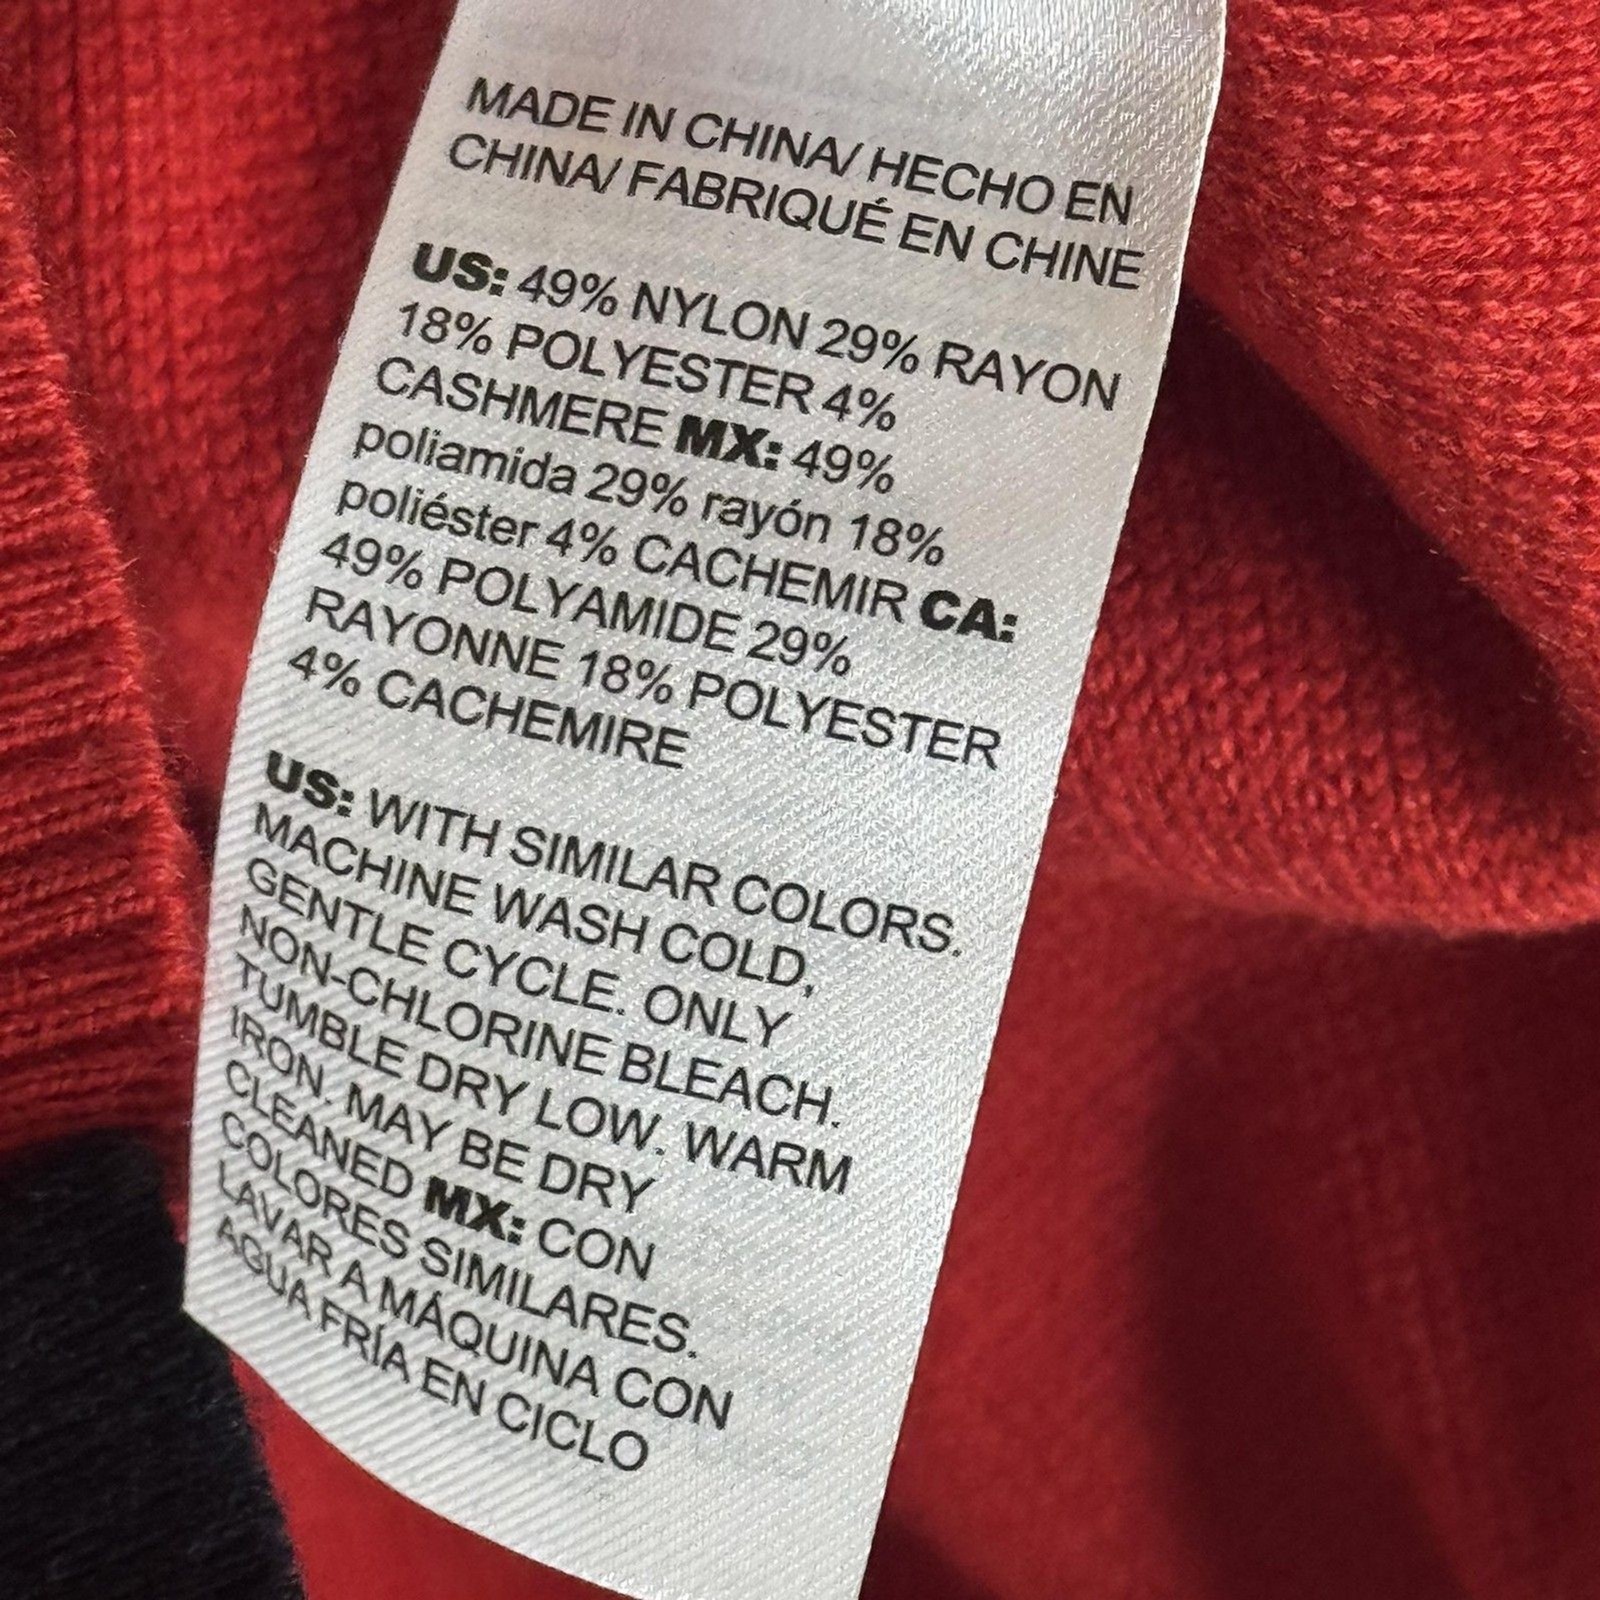 MADE IN CHINA/ HECHO EN
CHINA/ FABRIQUÉ EN CHINE
US: 49% NYLON 29% RAYON
18% POLYESTER 4%
CASHMERE MX: 49%
poliamida 29% rayón 18%
poliéster 4% CACHEMIR CA:
49% POLYAMIDE 29%
RAYONNE 18% POLYESTER
4% CACHEMIRE
US: WITH SIMILAR COLORS.
MACHINE WASH COLD,
GENTLE CYCLE. ONLY
NON-CHLORINE BLEACH.
TUMBLE DRY LOW. WARM
IRON. MAY BE DRY
CLEANED MX: CON
COLORES SIMILARES.
LAVAR A MÁQUINA CON
AGUA FRÍA EN CICLO